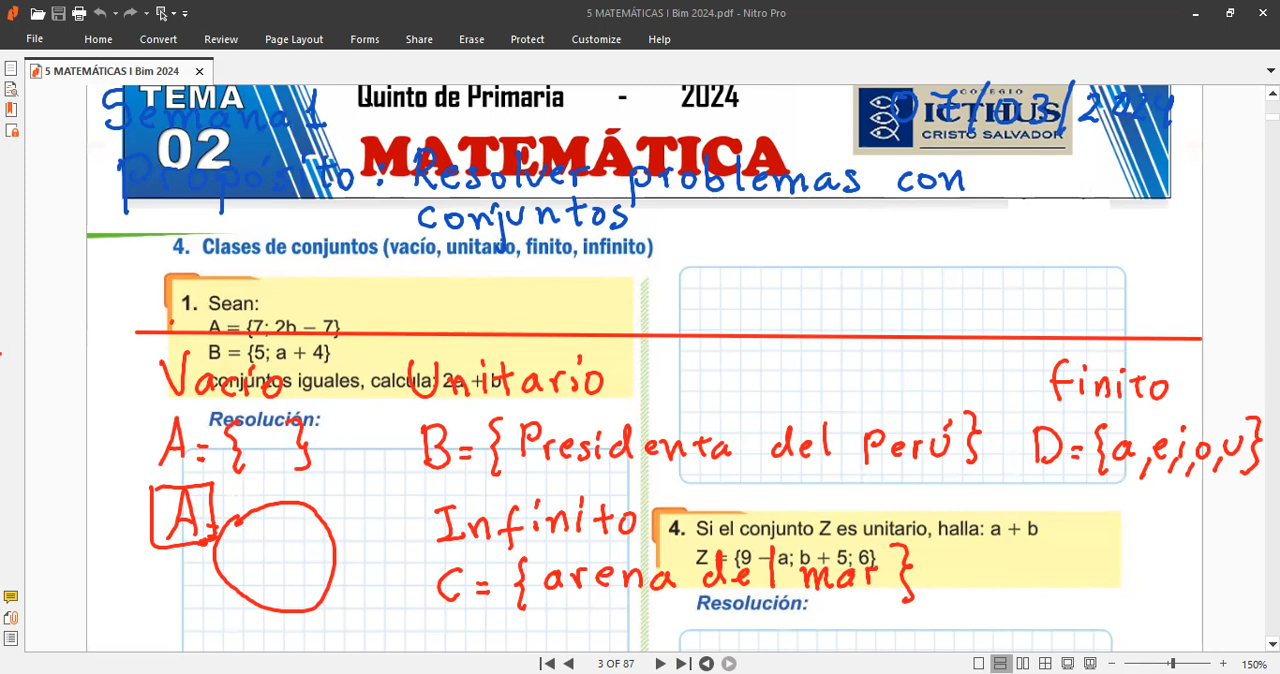 5 MATEMÁTICAS I Bim 2024.pdf - Nitro Pro
File Home Convert Review Page Layout Forms Share Erase Protect Customize Help
5 MATEMÁTICAS I Bim 2024
TEMA 02
Quinto de Primaria - 2024
MATEMÁTICA
COLEGIO
ICTHUS
CRISTO SALVADOR
Semana 1
07/03/2024
Propósito: Resolver problemas con
conjuntos
4. Clases de conjuntos (vacío, unitario, finito, infinito)
1. Sean:
A = {7; 2b – 7}
B = {5; a + 4}
conjuntos iguales, calcula: 2a + b
Resolución:
Vacío Unitario finito
A={ } B={Presidenta del Perú} D={a,e,i,o,u}
A= Infinito
C={arena del mar}
4. Si el conjunto Z es unitario, halla: a + b
Z = {9 – a; b + 5; 6}
Resolución:
3 OF 87
150%